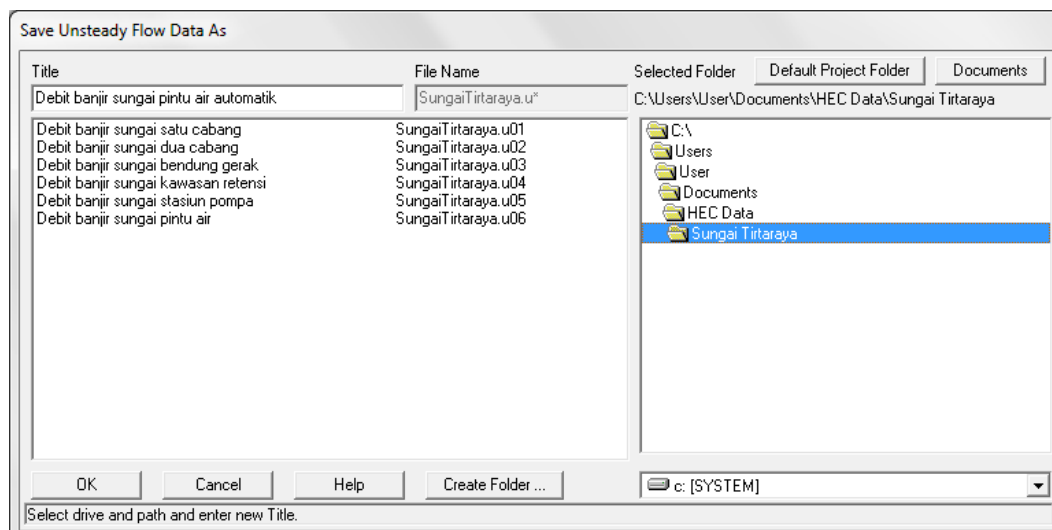 Save Unsteady Flow Data As
Title File Name Selected Folder Default Project Folder Documents
Debit banjir sungai pintu air automatik SungaiTirtaraya.u* C:\Users\User\Documents\HEC Data\Sungai Tirtaraya
Debit banjir sungai satu cabang SungaiTirtaraya.u01
Debit banjir sungai dua cabang SungaiTirtaraya.u02
Debit banjir sungai bendung gerak SungaiTirtaraya.u03
Debit banjir sungai kawasan retensi SungaiTirtaraya.u04
Debit banjir sungai stasiun pompa SungaiTirtaraya.u05
Debit banjir sungai pintu air SungaiTirtaraya.u06
C:\
Users
User
Documents
HEC Data
Sungai Tirtaraya
OK Cancel Help Create Folder ... c: [SYSTEM]
Select drive and path and enter new Title.